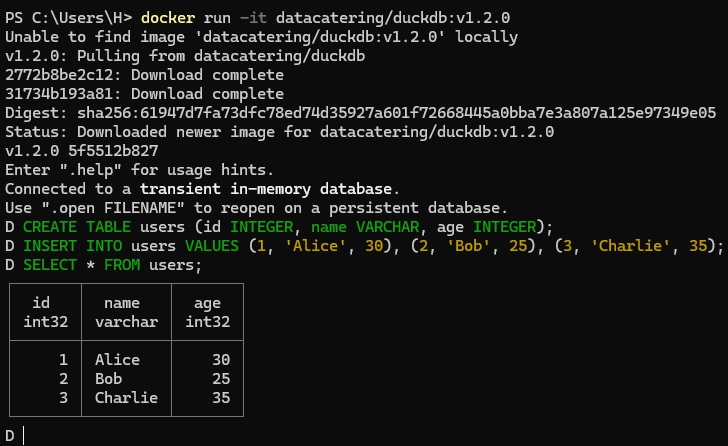 PS C:\Users\H> docker run -it datacatering/duckdb:v1.2.0
Unable to find image 'datacatering/duckdb:v1.2.0' locally
v1.2.0: Pulling from datacatering/duckdb
2772b8be2c12: Download complete
31734b193a81: Download complete
Digest: sha256:61947d7fa73dfc78ed74d35927a601f72668445a0bba7e3a807a125e97349e05
Status: Downloaded newer image for datacatering/duckdb:v1.2.0
v1.2.0 5f5512b827
Enter ".help" for usage hints.
Connected to a transient in-memory database.
Use ".open FILENAME" to reopen on a persistent database.
D CREATE TABLE users (id INTEGER, name VARCHAR, age INTEGER);
D INSERT INTO users VALUES (1, 'Alice', 30), (2, 'Bob', 25), (3, 'Charlie', 35);
D SELECT * FROM users;
id name age
int32 varchar int32
1 Alice 30
2 Bob 25
3 Charlie 35
D